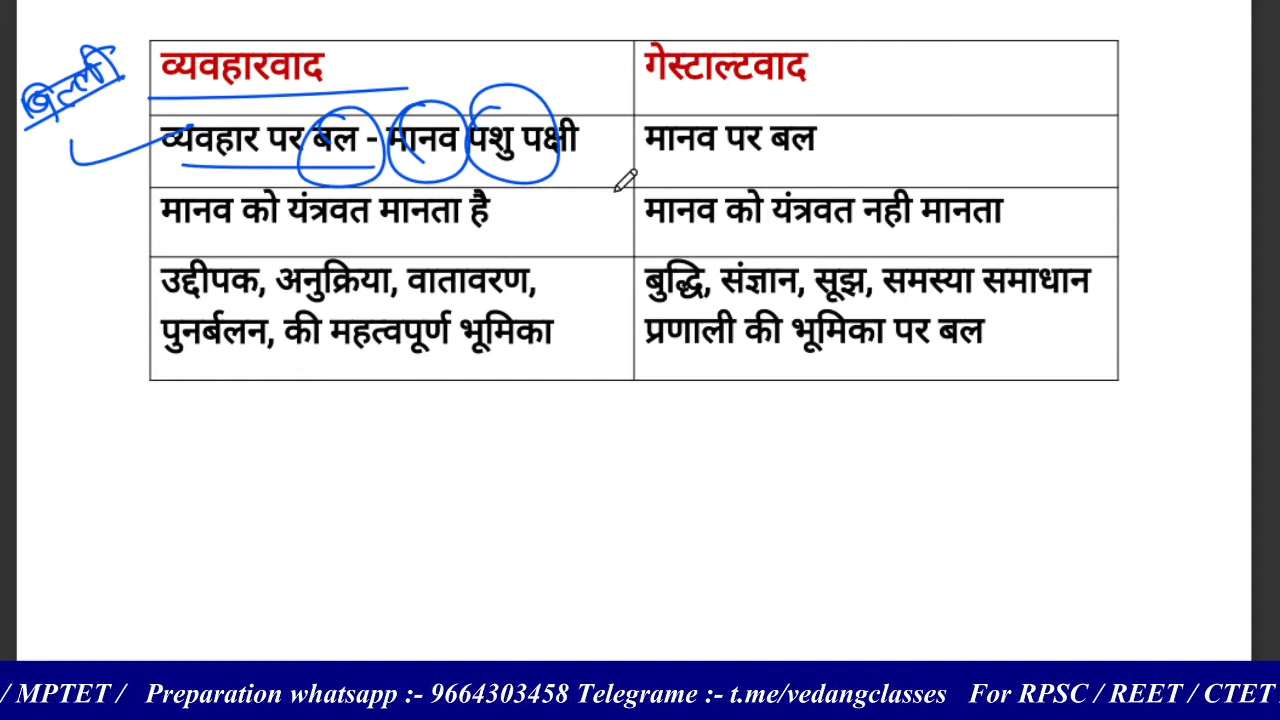 बिल्ली
व्यवहारवाद
गेस्टाल्टवाद
व्यवहार पर बल - मानव पशु पक्षी
मानव पर बल
मानव को यंत्रवत मानता है
मानव को यंत्रवत नही मानता
उद्दीपक, अनुक्रिया, वातावरण,
पुनर्बलन, की महत्वपूर्ण भूमिका
बुद्धि, संज्ञान, सूझ, समस्या समाधान
प्रणाली की भूमिका पर बल
/ MPTET / Preparation whatsapp :- 9664303458 Telegrame :- t.me/vedangclasses For RPSC / REET / CTET